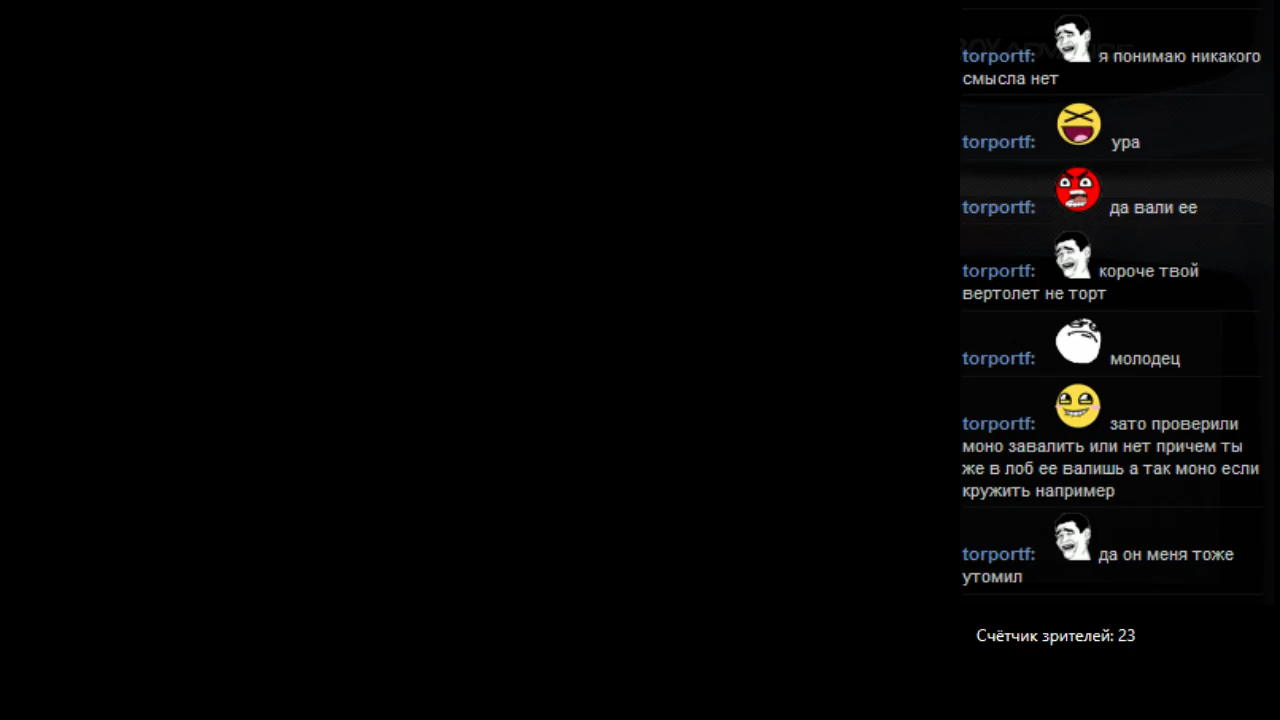 torportf: я понимаю никакого
смысла нет
torportf: ура
torportf: да вали ее
torportf: короче твой
вертолет не торт
torportf: молодец
torportf: зато проверили
моно завалить или нет причем ты
же в лоб ее валишь а так моно если
кружить например
torportf: да он меня тоже
утомил
Счётчик зрителей: 23